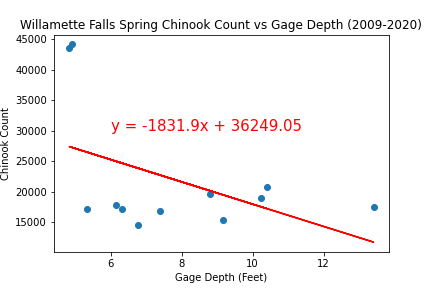 Willamette Falls Spring Chinook Count vs Gage Depth (2009-2020)
45000
40000
35000
30000
25000
20000
15000
Chinook Count
y = -1831.9x + 36249.05
6 8 10 12
Gage Depth (Feet)